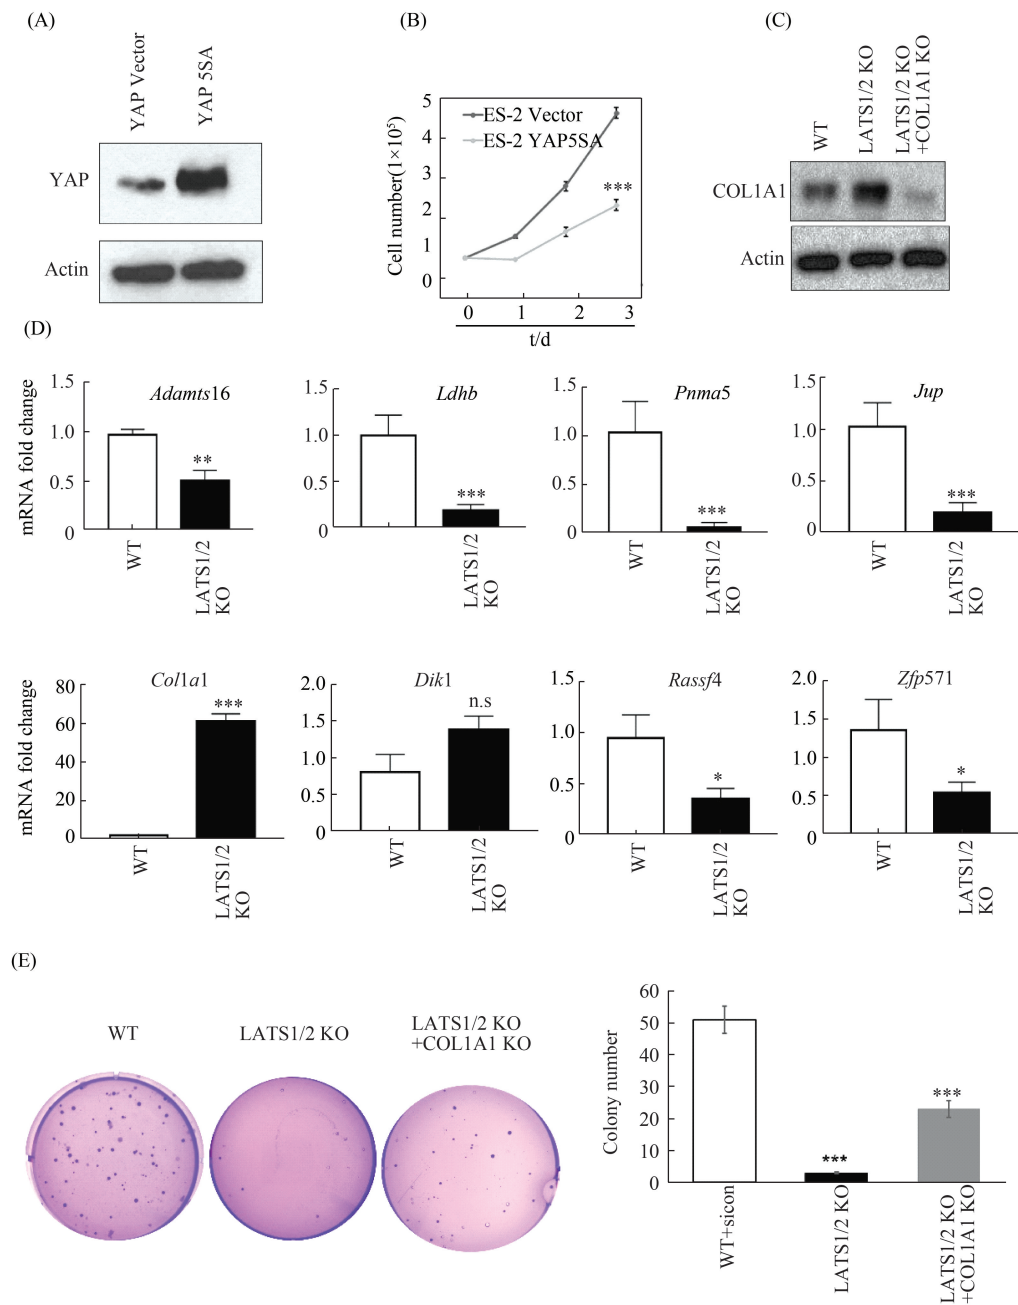 (A)
YAP Vector
YAP 5SA
YAP
Actin
(B)
Cell number(1×10⁵)
5
4
3
2
1
0
ES-2 Vector
ES-2 YAP5SA
***
0 1 2 3
t/d
(C)
WT
LATS1/2 KO
LATS1/2 KO
+COL1A1 KO
COL1A1
Actin
(D)
mRNA fold change
1.5
1.0
0.5
0
Adamts16
**
WT
LATS1/2
KO
1.5
1.0
0.5
0
Ldhb
***
WT
LATS1/2
KO
1.5
1.0
0.5
0
Pnma5
***
WT
LATS1/2
KO
1.5
1.0
0.5
0
Jup
***
WT
LATS1/2
KO
mRNA fold change
80
60
40
20
0
Col1a1
***
WT
LATS1/2
KO
2.0
1.5
1.0
0.5
0
Dik1
n.s
WT
LATS1/2
KO
1.5
1.0
0.5
0
Rassf4
*
WT
LATS1/2
KO
2.0
1.5
1.0
0.5
0
Zfp571
*
WT
LATS1/2
KO
(E)
WT
LATS1/2 KO
LATS1/2 KO
+COL1A1 KO
Colony number
60
50
40
30
20
10
0
***
***
WT+sicon
LATS1/2 KO
LATS1/2 KO
+COL1A1 KO